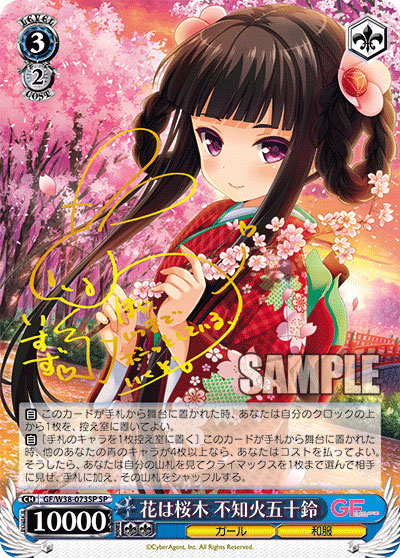 LEVEL
3
2
COST
SAMPLE
自 このカードが手札から舞台に置かれた時、あなたは自分のクロックの上
から1枚を、控え室に置いてよい。
自 [手札のキャラを1枚控え室に置く] このカードが手札から舞台に置かれた
時、他のあなたの青のキャラが4枚以上なら、あなたはコストを払ってよい。
そうしたら、あなたは自分の山札を見てクライマックスを1枚まで選んで相手
に見せ、手札に加え、その山札をシャッフルする。
CH GF/W38-073SP SP
POWER 10000
花は桜木 不知火五十鈴
GF
ガール
和服
©CyberAgent, Inc. All Rights Reserved.